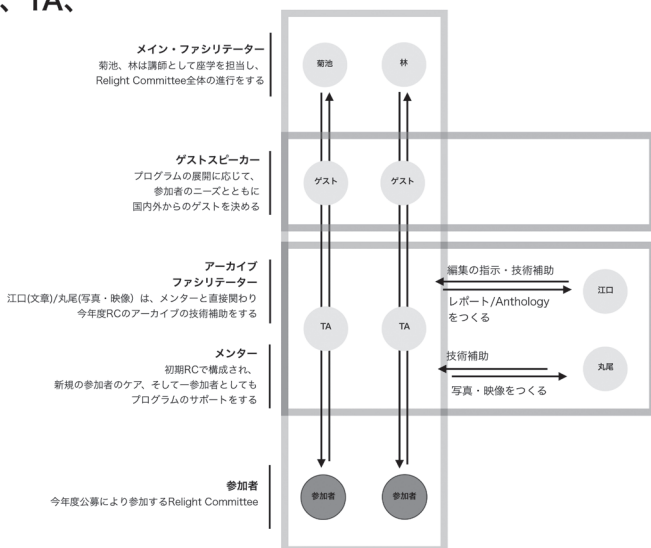 、TA、
メイン・ファシリテーター
菊池、林は講師として座学を担当し、
Relight Committee全体の進行をする
菊池
林
ゲストスピーカー
プログラムの展開に応じて、
参加者のニーズとともに
国内外からのゲストを決める
ゲスト
ゲスト
アーカイブ
ファシリテーター
江口(文章)/丸尾(写真・映像）は、メンターと直接関わり
今年度RCのアーカイブの技術補助をする
編集の指示・技術補助
レポート/Anthology
をつくる
江口
TA
TA
メンター
初期RCで構成され、
新規の参加者のケア、そして一参加者としても
プログラムのサポートをする
技術補助
写真・映像をつくる
丸尾
参加者
今年度公募により参加するRelight Committee
参加者
参加者